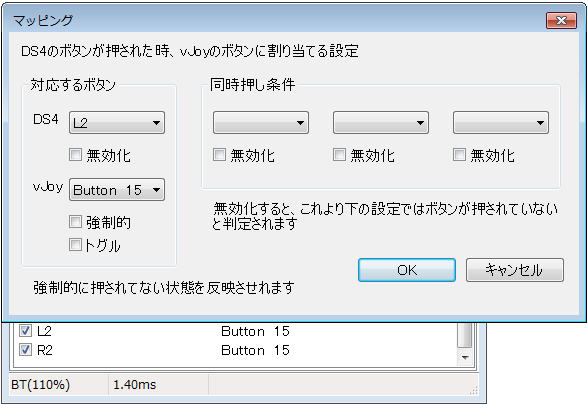 マッピング
DS4のボタンが押された時、vJoyのボタンに割り当てる設定
対応するボタン
同時押し条件
DS4 L2
無効化 無効化 無効化 無効化
vJoy Button 15
強制的
トグル
無効化すると、これより下の設定ではボタンが押されていない
と判定されます
OK キャンセル
強制的に押されてない状態を反映させれます
L2 Button 15
R2 Button 15
BT(110%) 1.40ms